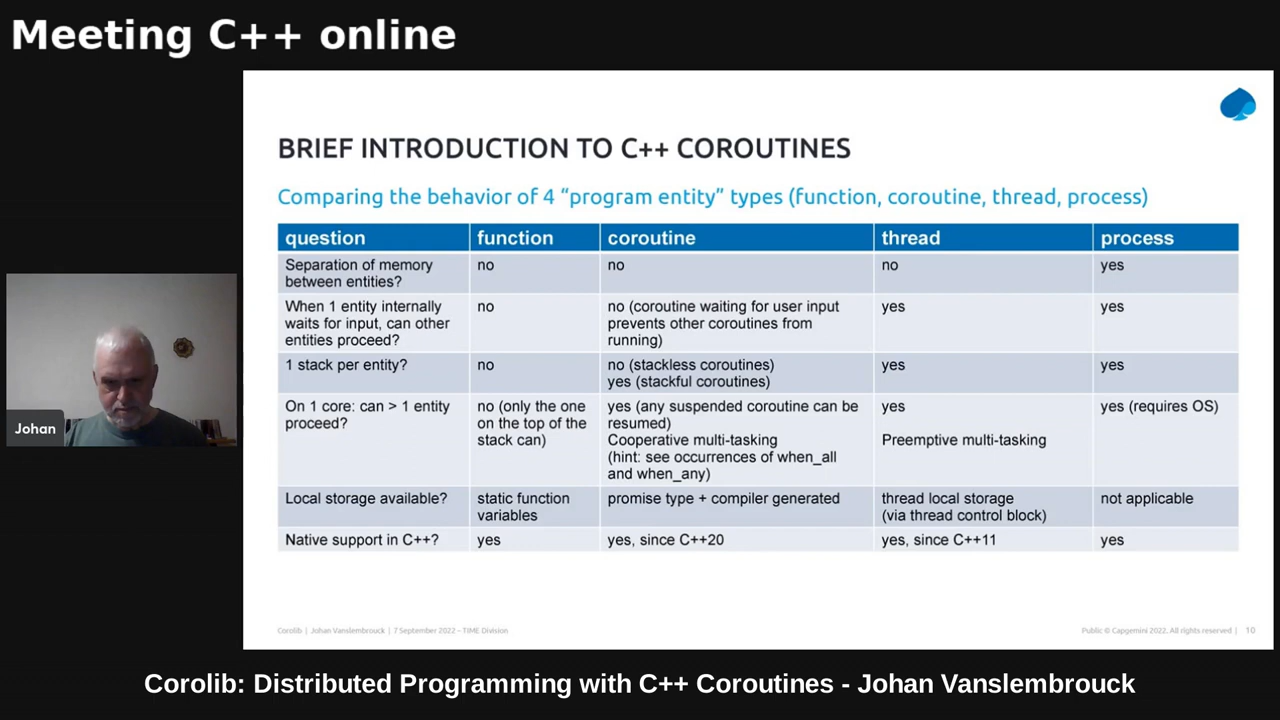 Meeting C++ online
BRIEF INTRODUCTION TO C++ COROUTINES
Comparing the behavior of 4 “program entity” types (function, coroutine, thread, process)
question function coroutine thread process
Separation of memory
between entities?
no
no
no
yes
When 1 entity internally
waits for input, can other
entities proceed?
no
no (coroutine waiting for user input
prevents other coroutines from
running)
yes
yes
1 stack per entity?
no
no (stackless coroutines)
yes (stackful coroutines)
yes
yes
On 1 core: can > 1 entity
proceed?
no (only the one
on the top of the
stack can)
yes (any suspended coroutine can be
resumed)
Cooperative multi-tasking
(hint: see occurrences of when_all
and when_any)
yes
Preemptive multi-tasking
yes (requires OS)
Local storage available?
static function
variables
promise type + compiler generated
thread local storage
(via thread control block)
not applicable
Native support in C++?
yes
yes, since C++20
yes, since C++11
yes
Johan
Corolib | Johan Vanslembrouck | 7 September 2022 – TIME Division
Public © Capgemini 2022. All rights reserved | 10
Corolib: Distributed Programming with C++ Coroutines - Johan Vanslembrouck